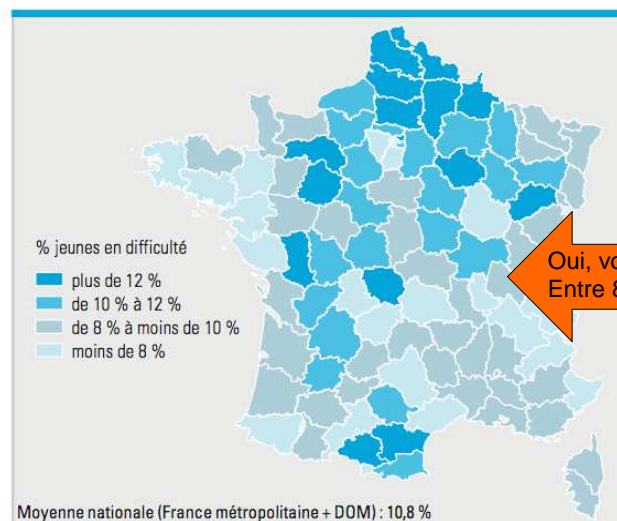 % jeunes en difficulté
plus de 12 %
de 10 % à 12 %
de 8 % à moins de 10 %
moins de 8 %
Oui, vo
Entre 8
Moyenne nationale (France métropolitaine + DOM) : 10,8 %